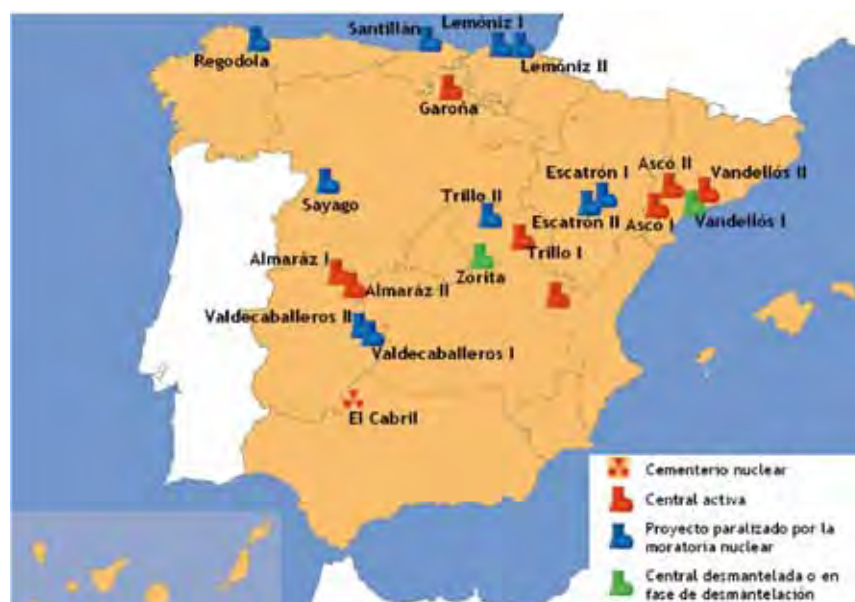 Santillán
Lemóniz I
Regodola
Lemóniz II
Garoña
Escatrón I
Ascó II
Vandellós II
Sayago
Trillo II
Escatrón II
Ascó I
Vandellós I
Trillo I
Almaráz I
Zorita
Almaráz II
Valdecaballeros II
Valdecaballeros I
El Cabril
Cementerio nuclear
Central activa
Proyecto paralizado por la
moratoria nuclear
Central desmantelada o en
fase de desmantelación